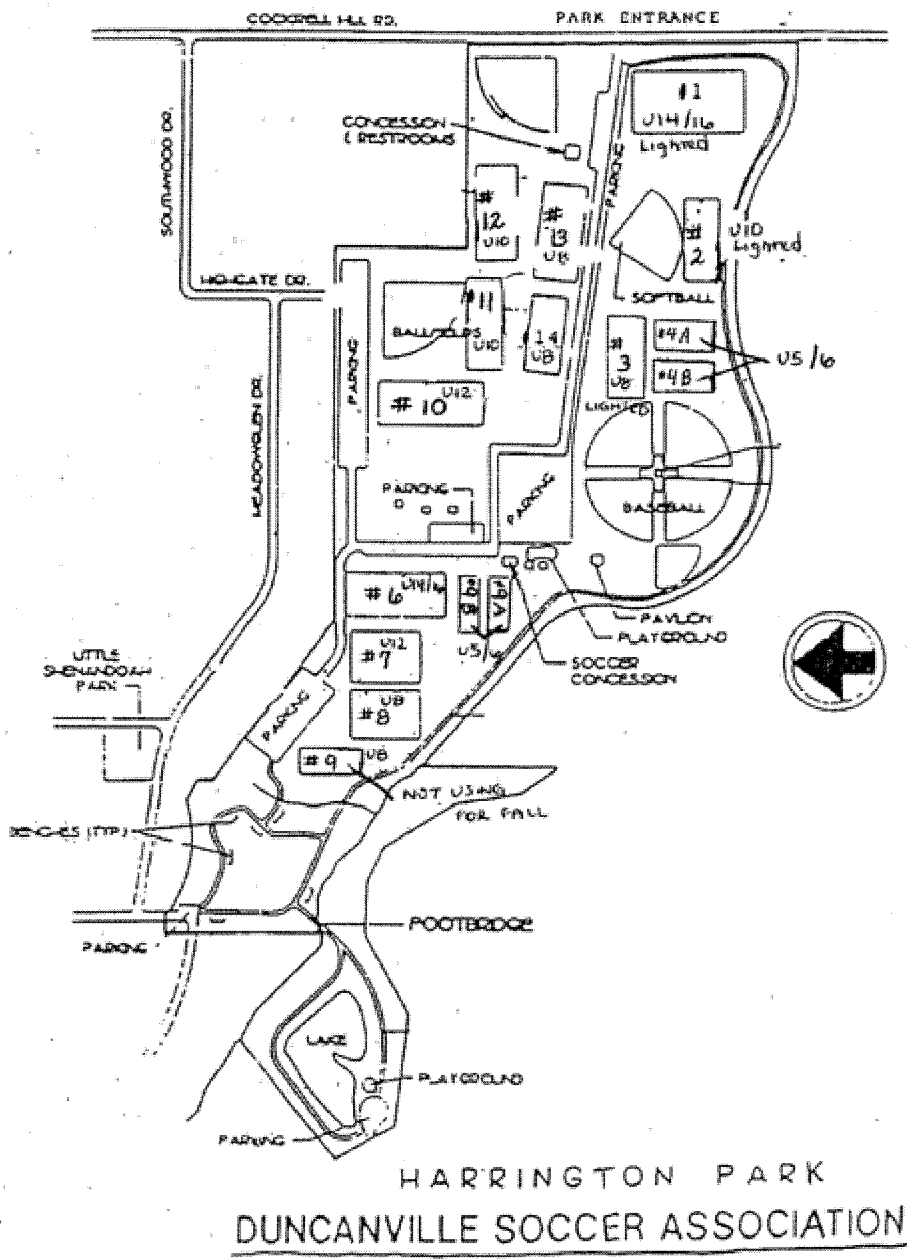 COCKRELL HILL RD.
PARK ENTRANCE
SOUTHWOOD DR.
CONCESSION
& RESTROOMS
#1
U14/16
Lighted
PARKING
#
12
U10
#
13
U8
#
2
U10
Lighted
SOFTBALL
HIGHGATE DR.
PARKING
BALLFIELDS
#11
U10
14
U8
#
3
U8
LIGHTED
#4A
#4B
U5/6
#10 U12
MEADOWGLEN DR.
PARKING
PARKING
BASEBALL
#6 U14/16
#9B
#9A
U5/6
PAVILION
PLAYGROUND
SOCCER
CONCESSION
#7 U12
#8 U8
LITTLE
SHENANDOAH
PARK
PARKING
#9 U8
NOT USING
FOR FALL
BENCHES (TYP)
FOOTBRIDGE
PARKING
LAKE
PLAYGROUND
PARKING
HARRINGTON PARK
DUNCANVILLE SOCCER ASSOCIATION